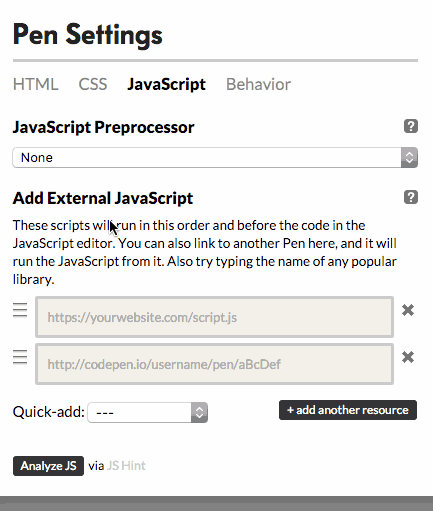 Pen Settings
HTML CSS JavaScript Behavior
JavaScript Preprocessor ?
None
Add External JavaScript ?
These scripts will run in this order and before the code in the
JavaScript editor. You can also link to another Pen here, and it will
run the JavaScript from it. Also try typing the name of any popular
library.
https://yourwebsite.com/script.js
http://codepen.io/username/pen/aBcDef
Quick-add: --- + add another resource
Analyze JS via JS Hint